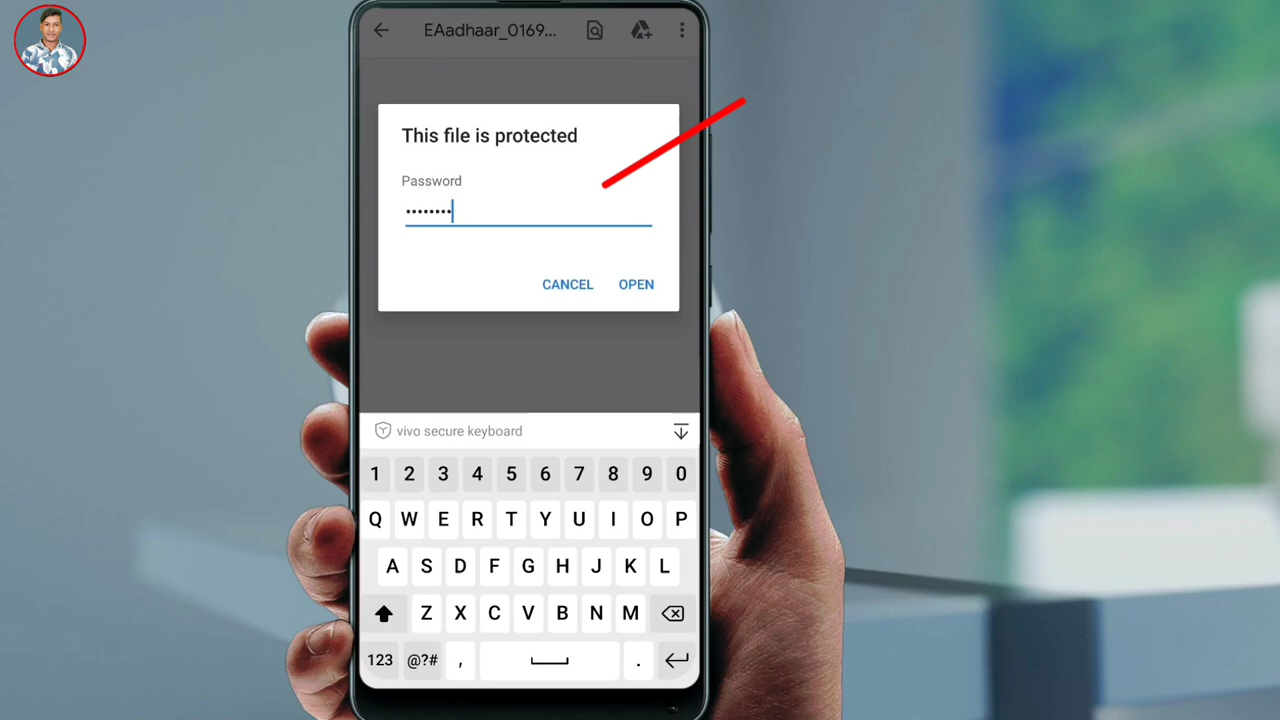 EAadhaar_0169...
This file is protected
Password
••••••••
CANCEL OPEN
vivo secure keyboard
1 2 3 4 5 6 7 8 9 0
Q W E R T Y U I O P
A S D F G H J K L
Z X C V B N M
123 @?# , .